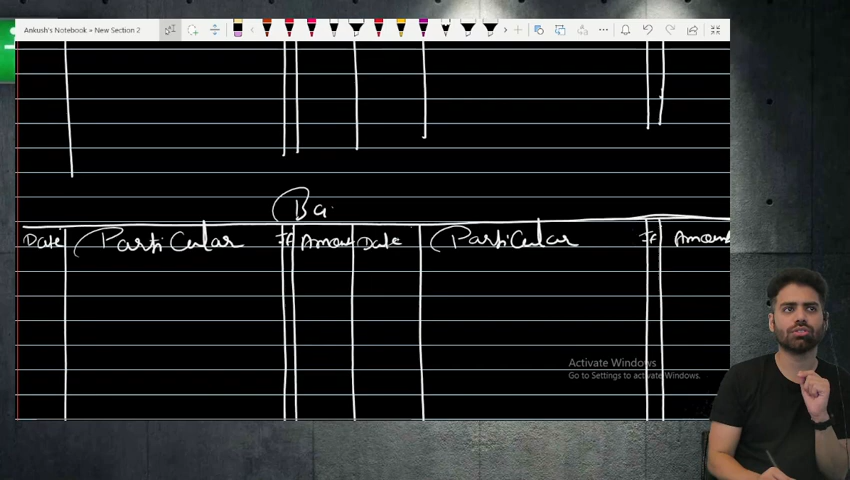 Ankush's Notebook » New Section 2
Ba
Date Particular JF Amount Date Particular JF Amount
Activate Windows
Go to Settings to activate Windows.